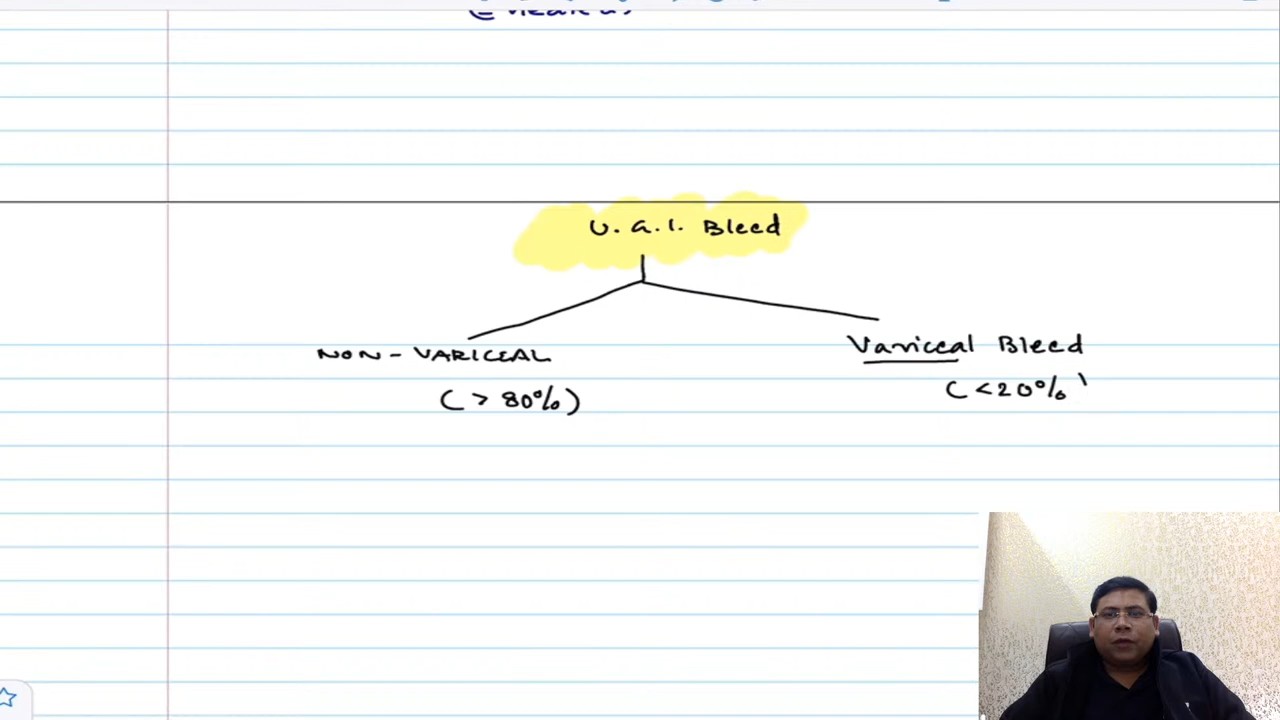 U. G. I. Bleed
NON - VARICEAL
Variceal Bleed
( > 80%)
( <20%)